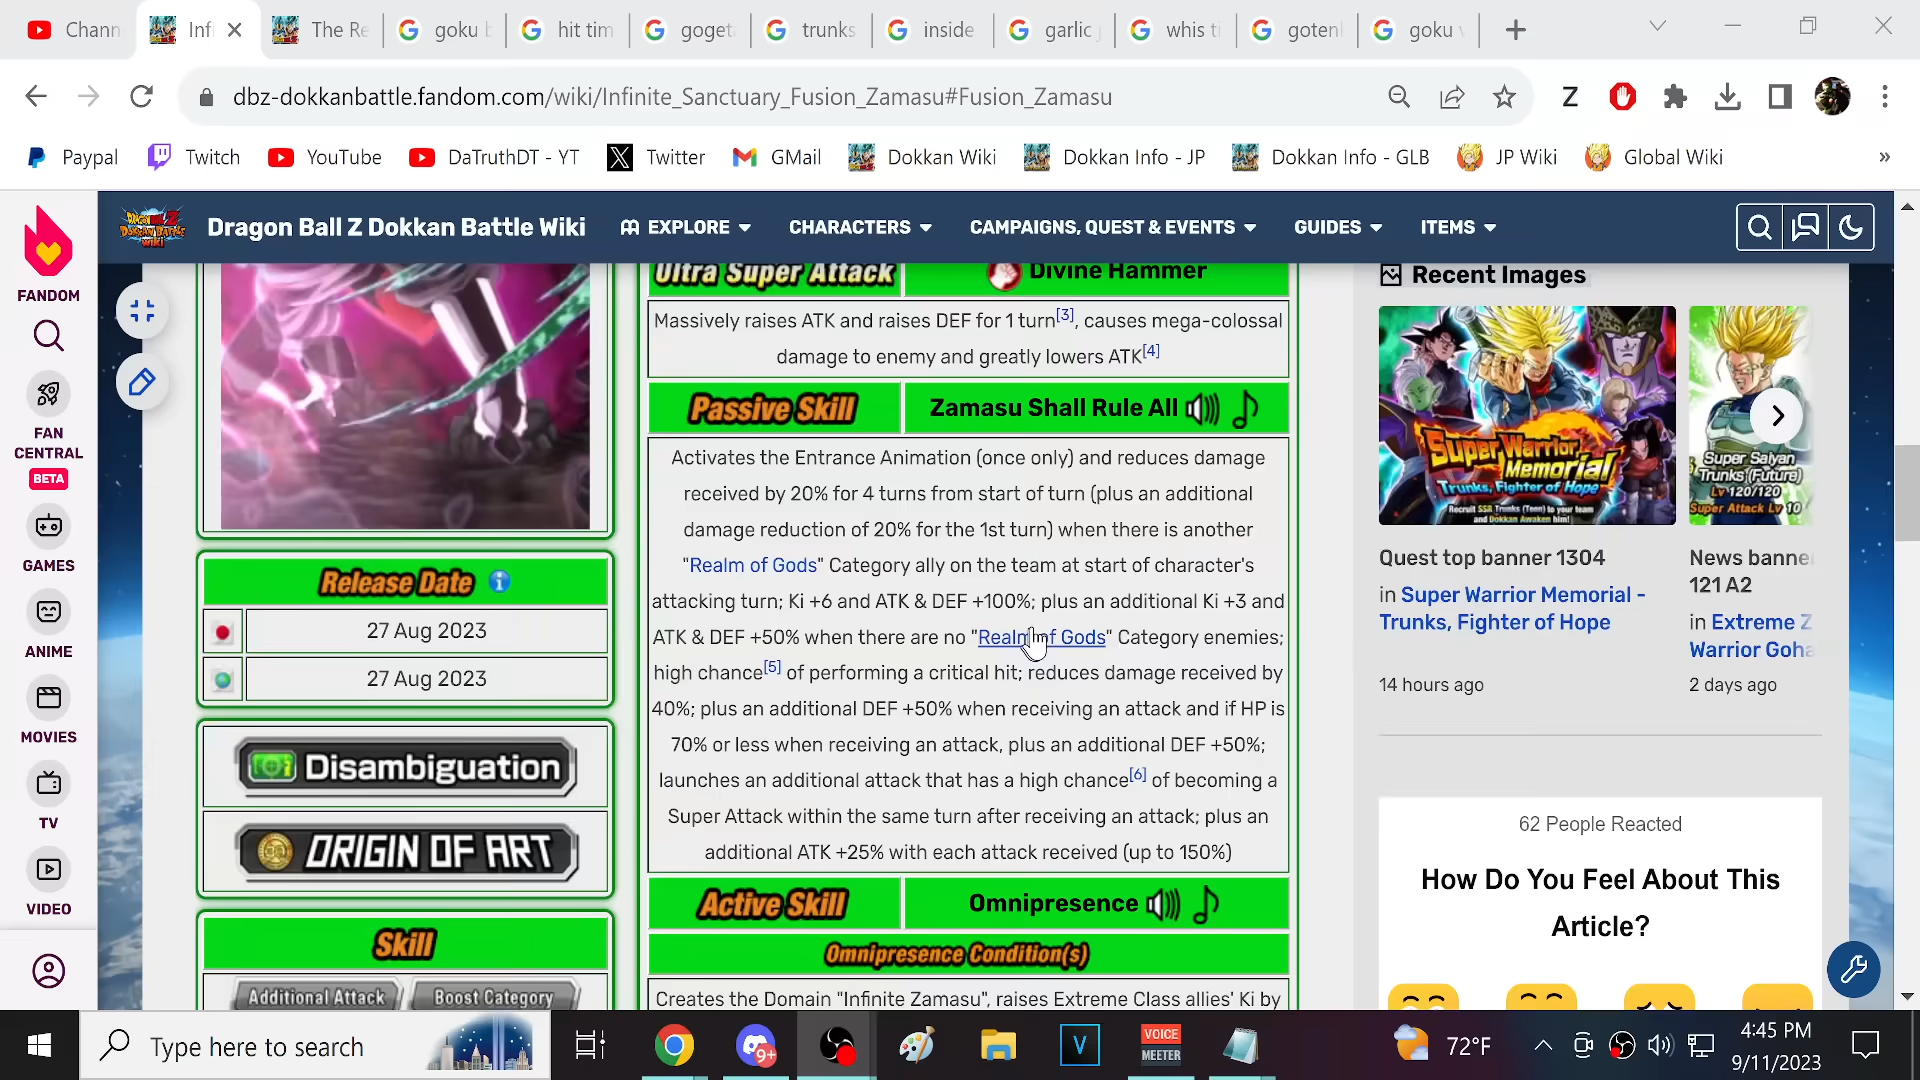 Chann
Infi
The Re
goku b
hit tim
goget
trunks
inside
garlic j
whis ti
gotenl
goku v
dbz-dokkanbattle.fandom.com/wiki/Infinite_Sanctuary_Fusion_Zamasu#Fusion_Zamasu
Paypal
Twitch
YouTube
DaTruthDT - YT
Twitter
GMail
Dokkan Wiki
Dokkan Info - JP
Dokkan Info - GLB
JP Wiki
Global Wiki
»
FANDOM
FAN CENTRAL
BETA
GAMES
ANIME
MOVIES
TV
VIDEO
Dragon Ball Z Dokkan Battle Wiki
EXPLORE
CHARACTERS
CAMPAIGNS, QUEST & EVENTS
GUIDES
ITEMS
Release Date
27 Aug 2023
27 Aug 2023
Disambiguation
ORIGIN OF ART
Skill
Additional Attack
Boost Category
Ultra Super Attack
Divine Hammer
Massively raises ATK and raises DEF for 1 turn[3], causes mega-colossal
damage to enemy and greatly lowers ATK[4]
Passive Skill
Zamasu Shall Rule All
Activates the Entrance Animation (once only) and reduces damage
received by 20% for 4 turns from start of turn (plus an additional
damage reduction of 20% for the 1st turn) when there is another
"Realm of Gods" Category ally on the team at start of character's
attacking turn; Ki +6 and ATK & DEF +100%; plus an additional Ki +3 and
ATK & DEF +50% when there are no "Realm of Gods" Category enemies;
high chance[5] of performing a critical hit; reduces damage received by
40%; plus an additional DEF +50% when receiving an attack and if HP is
70% or less when receiving an attack, plus an additional DEF +50%;
launches an additional attack that has a high chance[6] of becoming a
Super Attack within the same turn after receiving an attack; plus an
additional ATK +25% with each attack received (up to 150%)
Active Skill
Omnipresence
Omnipresence Condition(s)
Creates the Domain "Infinite Zamasu", raises Extreme Class allies' Ki by
Recent Images
Super Warrior
Memorial
Trunks, Fighter of Hope
Recruit SSR Trunks (Teen) to your team
and Dokkan Awaken him!
Super Saiyan
Trunks (Future)
Lv 120/120
Super Attack Lv 10
Quest top banner 1304
in Super Warrior Memorial -
Trunks, Fighter of Hope
14 hours ago
News banne
121 A2
in Extreme Z
Warrior Goha
2 days ago
62 People Reacted
How Do You Feel About This
Article?
Type here to search
9+
V
VOICE
MEETER
72°F
4:45 PM
9/11/2023